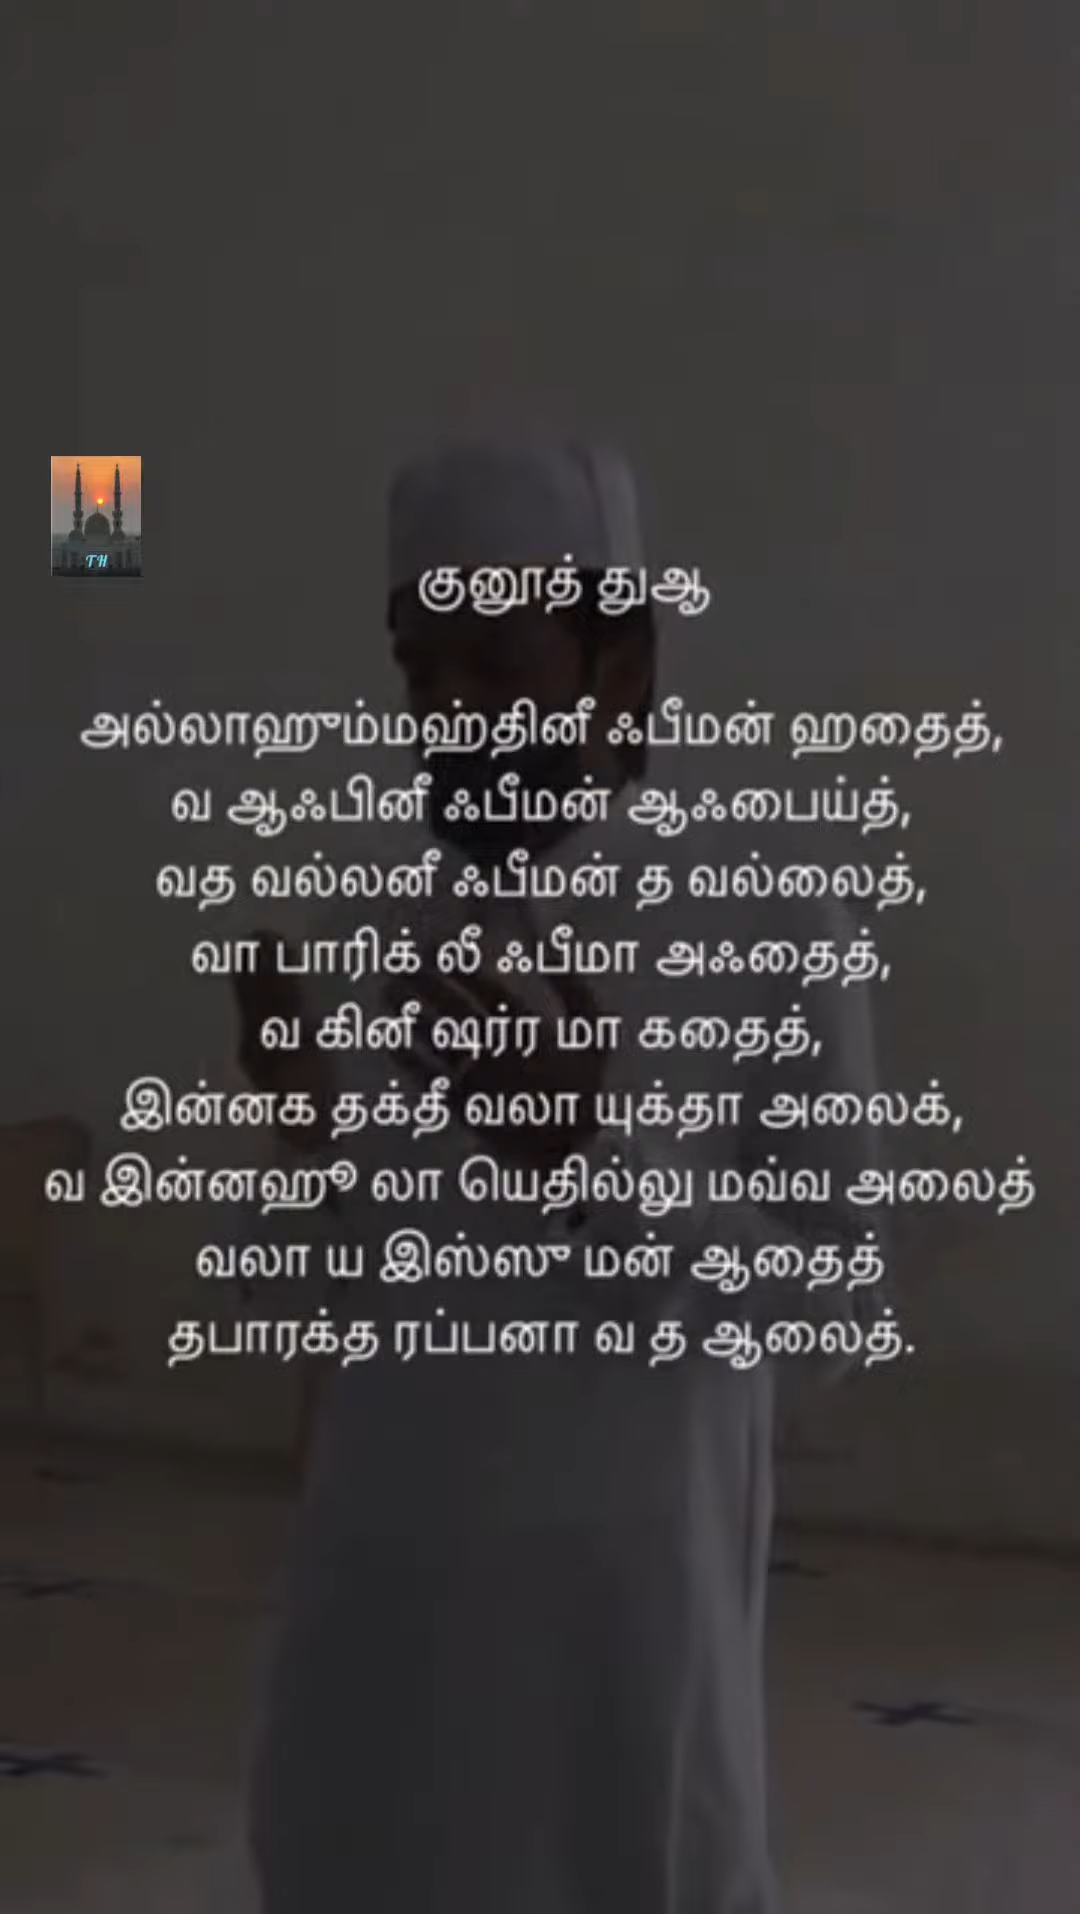 TH
குனூத் துஆ
அல்லாஹும்மஹ்தினீ ஃபீமன் ஹதைத்,
வ ஆஃபினீ ஃபீமன் ஆஃபைய்த்,
வத வல்லனீ ஃபீமன் த வல்லைத்,
வா பாரிக் லீ ஃபீமா அஃதைத்,
வ கினீ ஷர்ர மா கதைத்,
இன்னக தக்தீ வலா யுக்தா அலைக்,
வ இன்னஹூ லா யெதில்லு மவ்வ அலைத்
வலா ய இஸ்ஸு மன் ஆதைத்
தபாரக்த ரப்பனா வ த ஆலைத்.